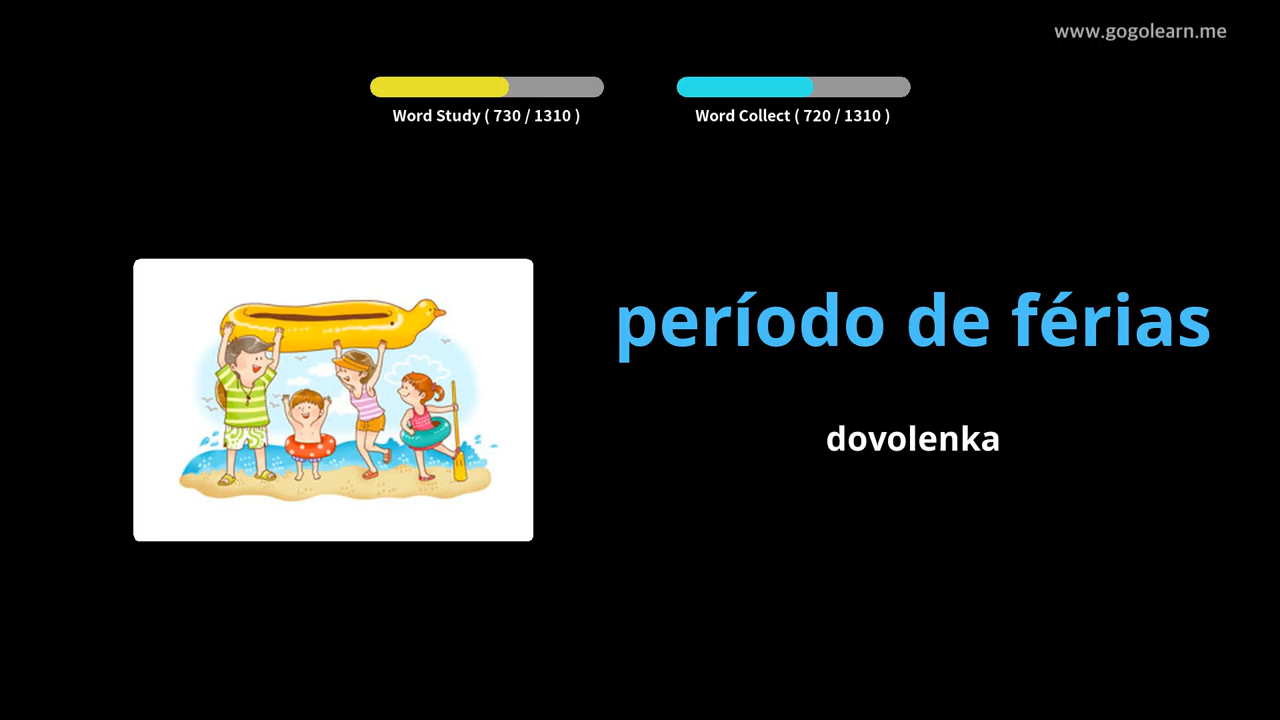 www.gogolearn.me
Word Study ( 730 / 1310 )
Word Collect ( 720 / 1310 )
período de férias
dovolenka